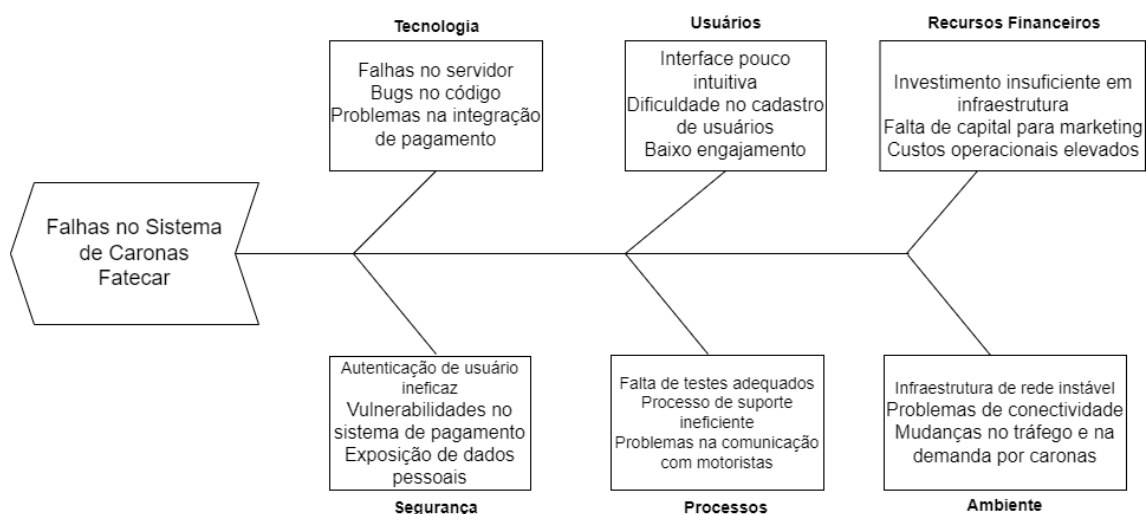 Tecnologia
Falhas no servidor
Bugs no código
Problemas na integração
de pagamento
Usuários
Interface pouco
intuitiva
Dificuldade no cadastro
de usuários
Baixo engajamento
Recursos Financeiros
Investimento insuficiente em
infraestrutura
Falta de capital para marketing
Custos operacionais elevados
Falhas no Sistema
de Caronas
Fatecar
Autenticação de usuário
ineficaz
Vulnerabilidades no
sistema de pagamento
Exposição de dados
pessoais
Segurança
Falta de testes adequados
Processo de suporte
ineficiente
Problemas na comunicação
com motoristas
Processos
Infraestrutura de rede instável
Problemas de conectividade
Mudanças no tráfego e na
demanda por caronas
Ambiente